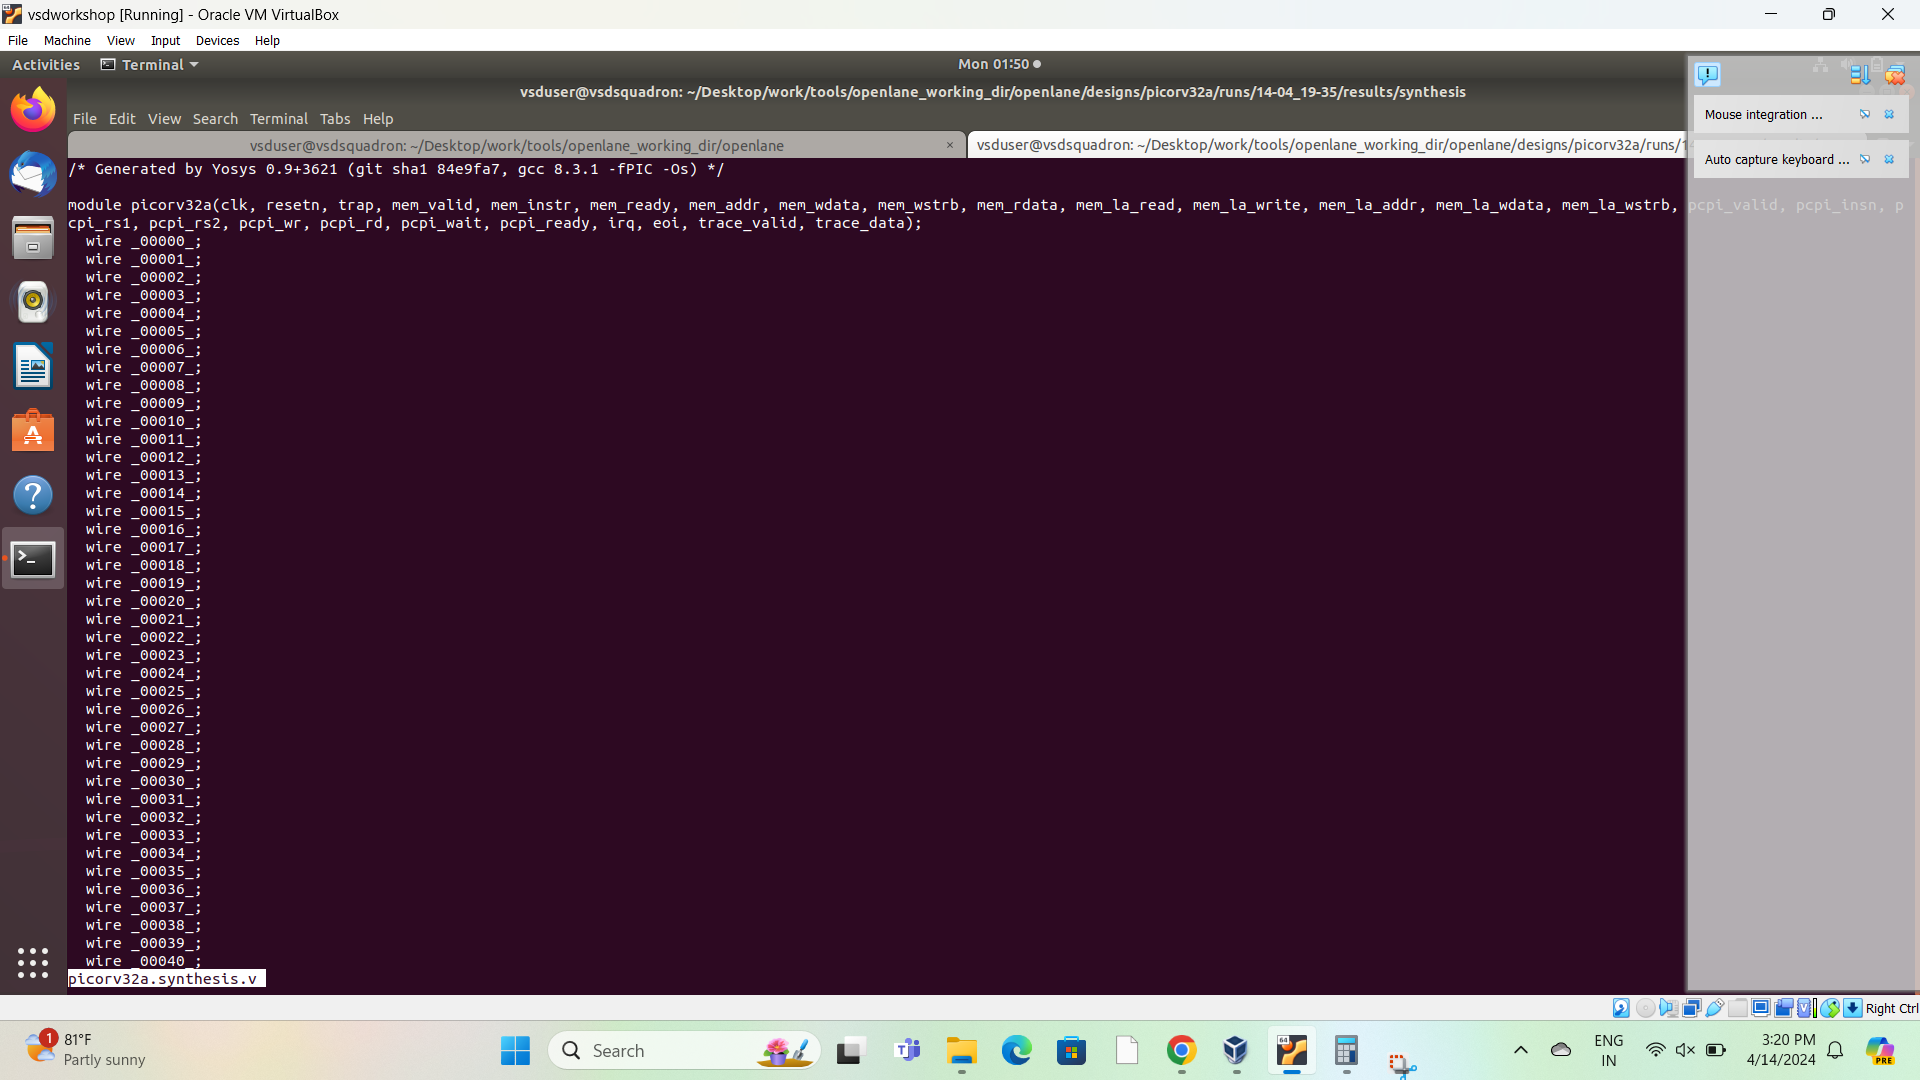 vsdworkshop [Running] - Oracle VM VirtualBox
File Machine View Input Devices Help
Activities Terminal Mon 01:50
vsduser@vsdsquadron: ~/Desktop/work/tools/openlane_working_dir/openlane/designs/picorv32a/runs/14-04_19-35/results/synthesis
File Edit View Search Terminal Tabs Help
vsduser@vsdsquadron: ~/Desktop/work/tools/openlane_working_dir/openlane × vsduser@vsdsquadron: ~/Desktop/work/tools/openlane_working_dir/openlane/designs/picorv32a/runs/1
Mouse integration ...
Auto capture keyboard ...
/* Generated by Yosys 0.9+3621 (git sha1 84e9fa7, gcc 8.3.1 -fPIC -Os) */
module picorv32a(clk, resetn, trap, mem_valid, mem_instr, mem_ready, mem_addr, mem_wdata, mem_wstrb, mem_rdata, mem_la_read, mem_la_write, mem_la_addr, mem_la_wdata, mem_la_wstrb, pcpi_valid, pcpi_insn, p
cpi_rs1, pcpi_rs2, pcpi_wr, pcpi_rd, pcpi_wait, pcpi_ready, irq, eoi, trace_valid, trace_data);
wire _00000_;
wire _00001_;
wire _00002_;
wire _00003_;
wire _00004_;
wire _00005_;
wire _00006_;
wire _00007_;
wire _00008_;
wire _00009_;
wire _00010_;
wire _00011_;
wire _00012_;
wire _00013_;
wire _00014_;
wire _00015_;
wire _00016_;
wire _00017_;
wire _00018_;
wire _00019_;
wire _00020_;
wire _00021_;
wire _00022_;
wire _00023_;
wire _00024_;
wire _00025_;
wire _00026_;
wire _00027_;
wire _00028_;
wire _00029_;
wire _00030_;
wire _00031_;
wire _00032_;
wire _00033_;
wire _00034_;
wire _00035_;
wire _00036_;
wire _00037_;
wire _00038_;
wire _00039_;
wire _00040_;
picorv32a.synthesis.v
Right Ctrl
1
81°F
Partly sunny
Search
64
ENG
IN
3:20 PM
4/14/2024
PRE